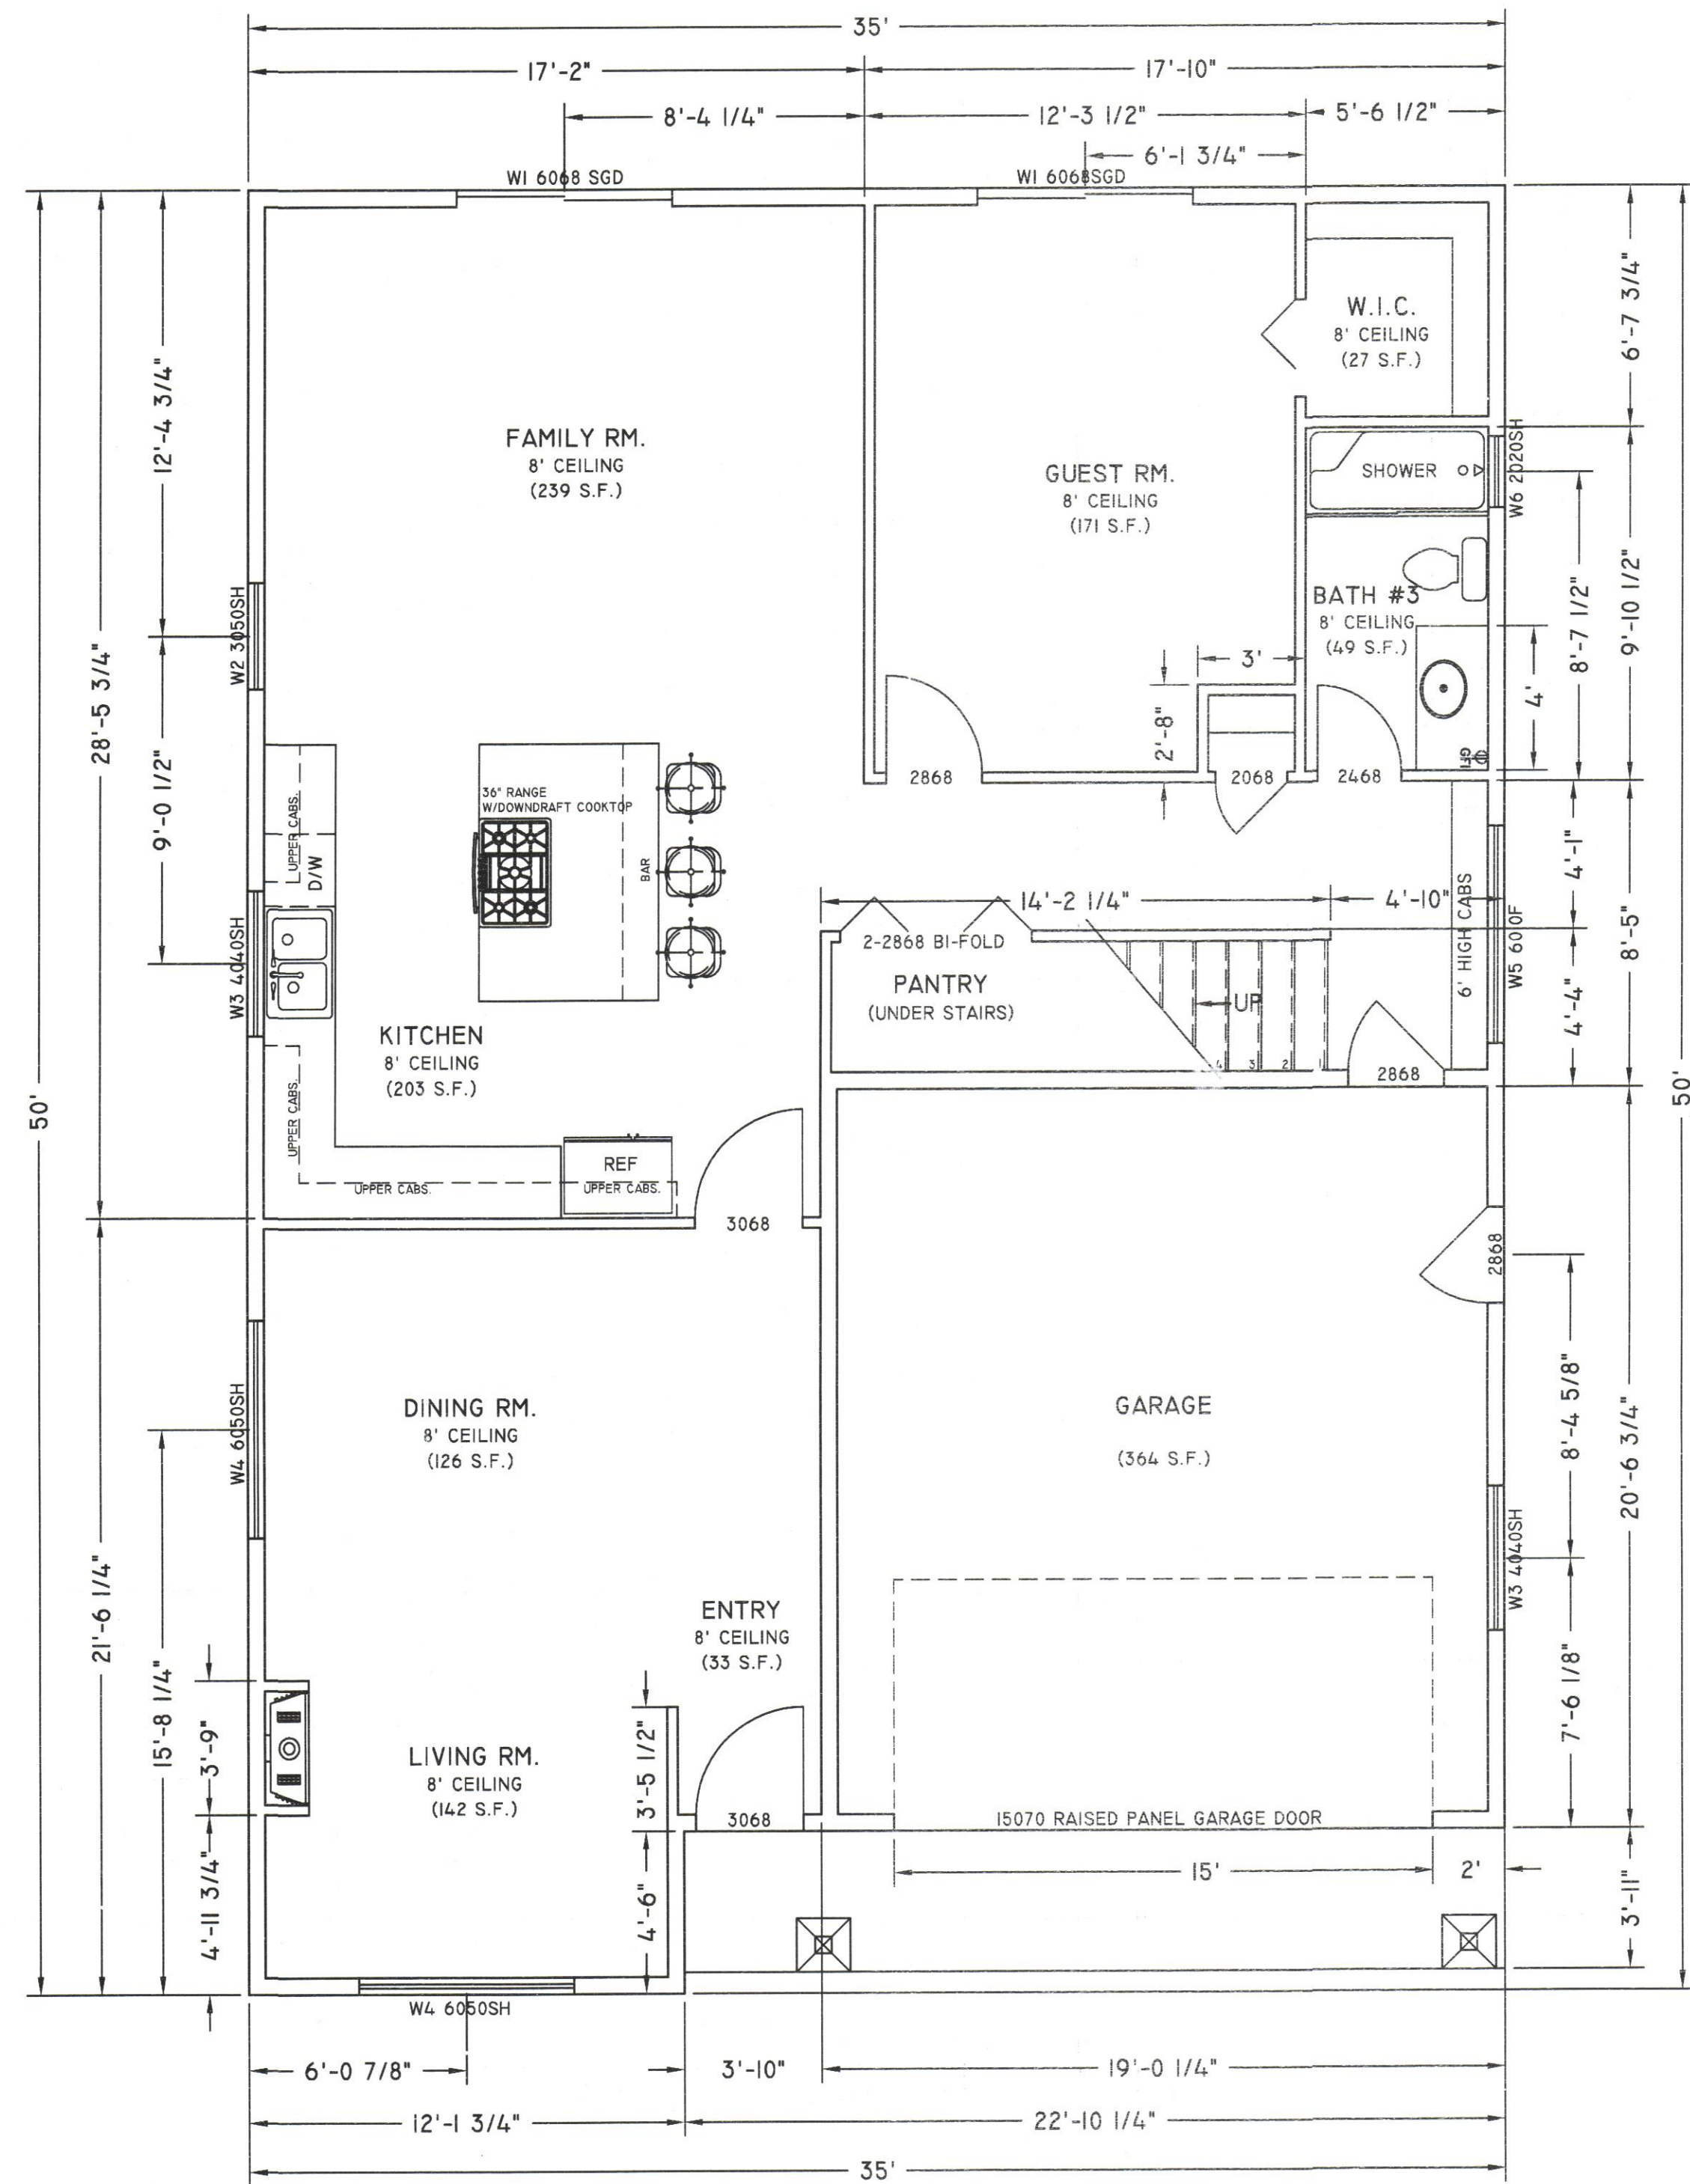 35'
17'-2"
17'-10"
8'-4 1/4"
12'-3 1/2"
5'-6 1/2"
6'-1 3/4"
W1 6068 SGD
W1 6068SGD
6'-7 3/4"
W.I.C.
8' CEILING
(27 S.F.)
12'-4 3/4"
FAMILY RM.
8' CEILING
(239 S.F.)
GUEST RM.
8' CEILING
(171 S.F.)
SHOWER
W6 2020SH
BATH #3
8' CEILING
(49 S.F.)
8'-7 1/2"
9'-10 1/2"
W2 3050SH
28'-5 3/4"
3'
4'
2'-8"
GFI
2868
2068
2468
9'-0 1/2"
UPPER CABS.
D/W
36" RANGE
W/DOWNDRAFT COOKTOP
BAR
4'-1"
14'-2 1/4"
4'-10"
6' HIGH CABS
W5 6060F
8'-5"
W3 4040SH
2-2868 BI-FOLD
PANTRY
(UNDER STAIRS)
UP
4
3
2
1
4'-4"
KITCHEN
8' CEILING
(203 S.F.)
2868
50'
50'
UPPER CABS.
REF
UPPER CABS.
UPPER CABS.
3068
2868
DINING RM.
8' CEILING
(126 S.F.)
W4 6050SH
GARAGE
(364 S.F.)
8'-4 5/8"
20'-6 3/4"
W3 4040SH
21'-6 1/4"
15'-8 1/4"
ENTRY
8' CEILING
(33 S.F.)
3'-9"
LIVING RM.
8' CEILING
(142 S.F.)
3'-5 1/2"
7'-6 1/8"
3068
15070 RAISED PANEL GARAGE DOOR
15'
2'
4'-11 3/4"
4'-6"
3'-11"
W4 6050SH
6'-0 7/8"
3'-10"
19'-0 1/4"
12'-1 3/4"
22'-10 1/4"
35'